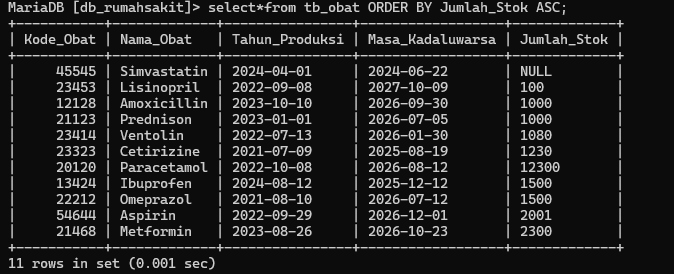 MariaDB [db_rumahsakit]> select*from tb_obat ORDER BY Jumlah_Stok ASC;
+-----------+-------------+----------------+------------------+-------------+
| Kode_Obat | Nama_Obat   | Tahun_Produksi | Masa_Kadaluwarsa | Jumlah_Stok |
+-----------+-------------+----------------+------------------+-------------+
|     45545 | Simvastatin | 2024-04-01     | 2024-06-22       | NULL        |
|     23453 | Lisinopril  | 2022-09-08     | 2027-10-09       | 100         |
|     12128 | Amoxicillin | 2023-10-10     | 2026-09-30       | 1000        |
|     21123 | Prednison   | 2023-01-01     | 2026-07-05       | 1000        |
|     23414 | Ventolin    | 2022-07-13     | 2026-01-30       | 1080        |
|     23323 | Cetirizine  | 2021-07-09     | 2025-08-19       | 1230        |
|     20120 | Paracetamol | 2022-10-08     | 2026-08-12       | 12300       |
|     13424 | Ibuprofen   | 2024-08-12     | 2025-12-12       | 1500        |
|     22212 | Omeprazol   | 2021-08-10     | 2026-07-12       | 1500        |
|     54644 | Aspirin     | 2022-09-29     | 2026-12-01       | 2001        |
|     21468 | Metformin   | 2023-08-26     | 2026-10-23       | 2300        |
+-----------+-------------+----------------+------------------+-------------+
11 rows in set (0.001 sec)